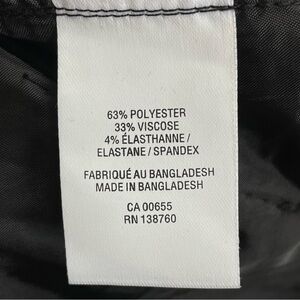 63% POLYESTER
33% VISCOSE
4% ÉLASTHANNE /
ELASTANE / SPANDEX
FABRIQUÉ AU BANGLADESH
MADE IN BANGLADESH
CA 00655
RN 138760